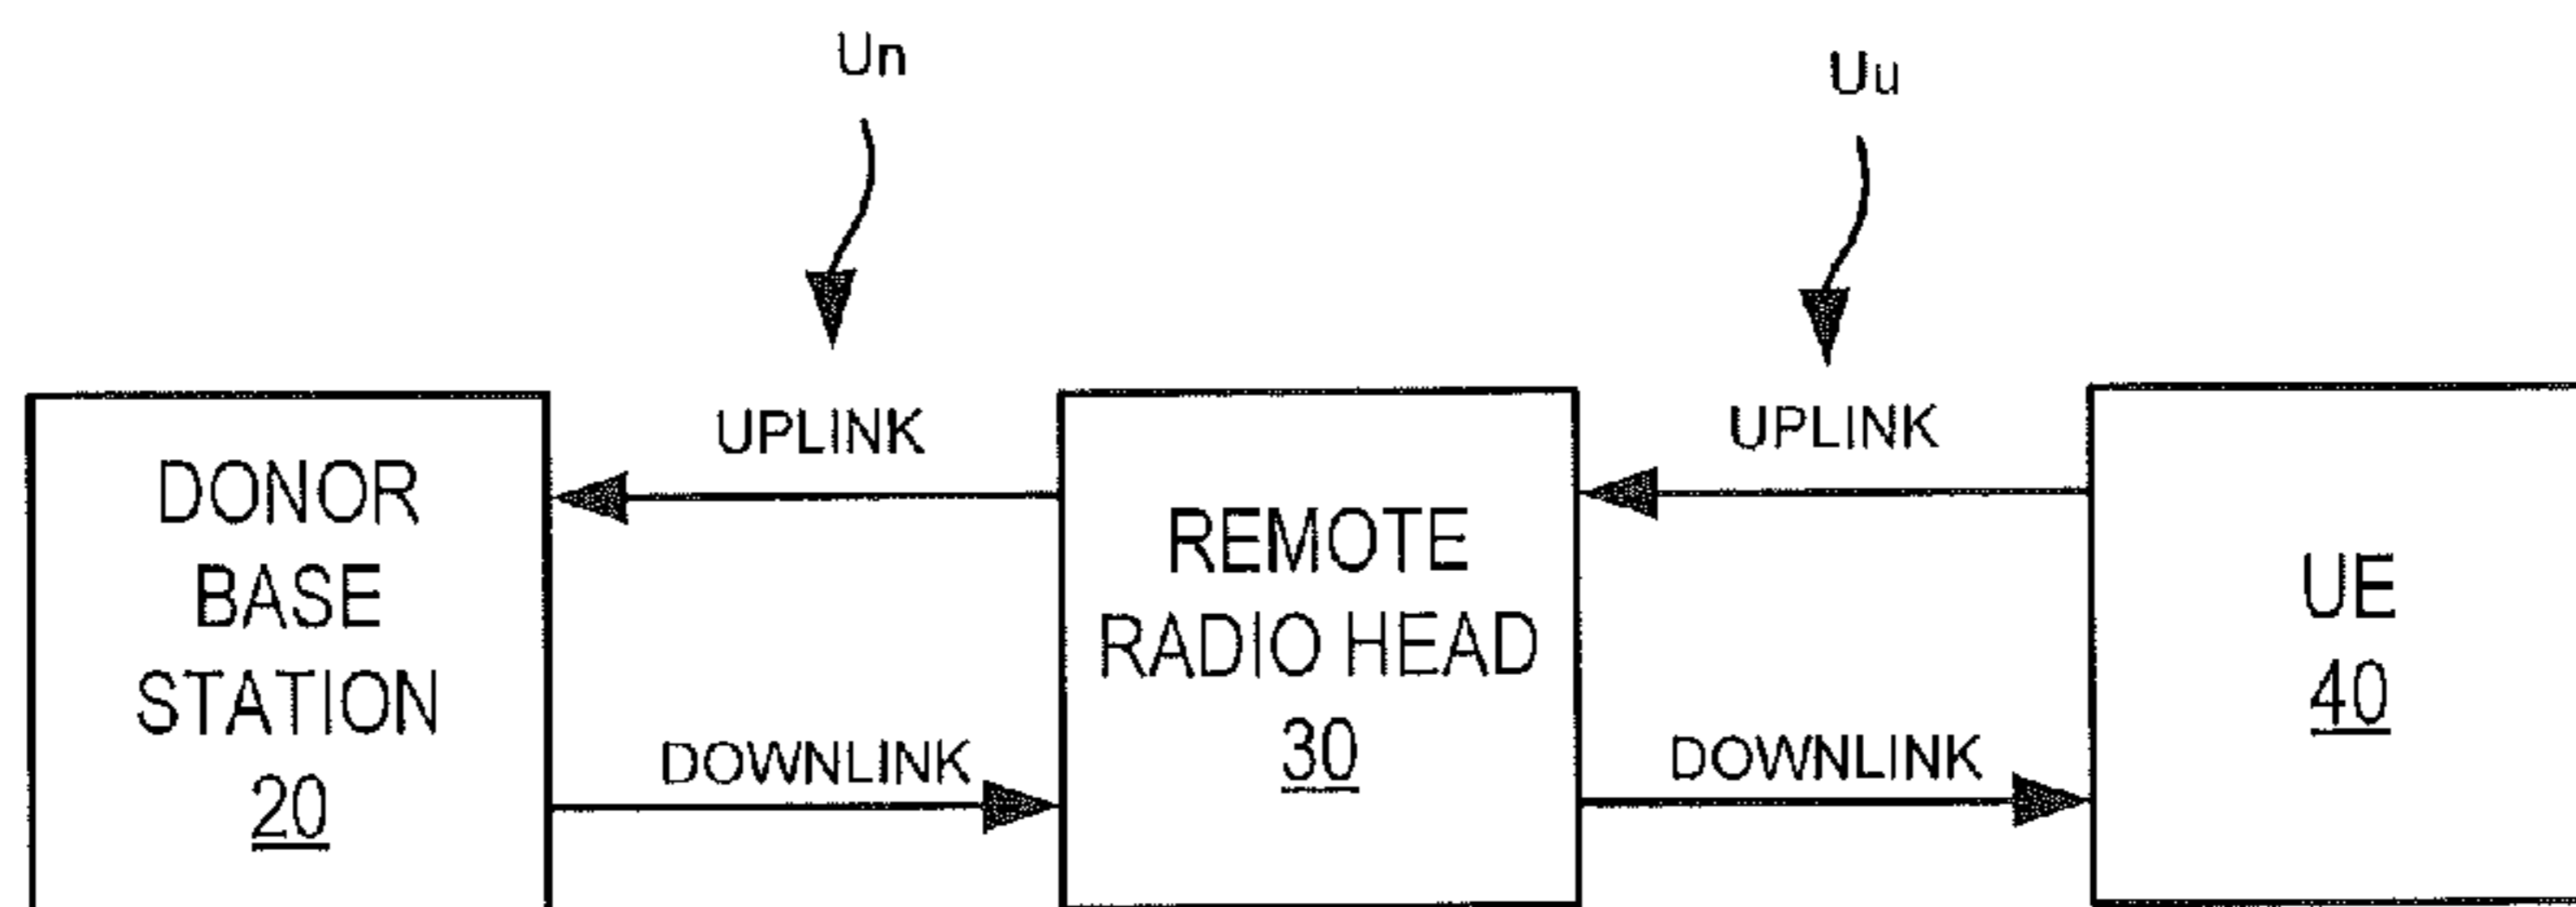 Un
Uu
UPLINK
UPLINK
DONOR
BASE
STATION
20
REMOTE
RADIO HEAD
30
UE
40
DOWNLINK
DOWNLINK